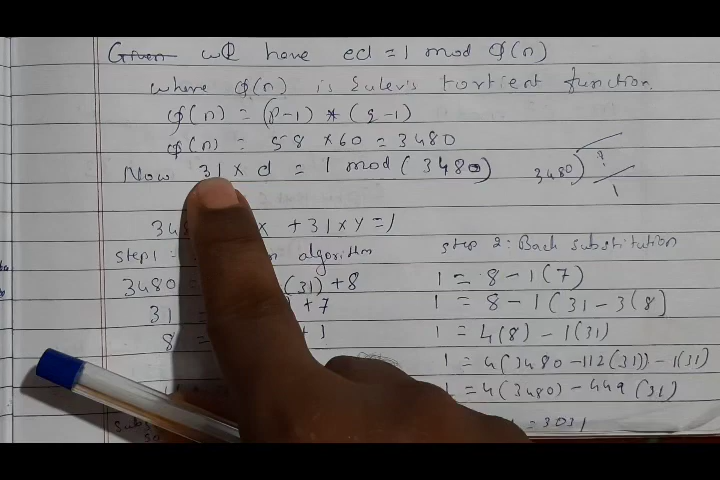 Given we have ed = 1 mod φ(n)
where φ(n) is Euler's tortient function.
φ(n) = (P-1) * (q-1)
φ(n) = 58 × 60 = 3480
Now 31 × d = 1 mod (3480)
3480) ?
1
34 x + 31 x y = 1
step 1: algorithm
3480 = (31) + 8
31 = + 7
8 = + 1
step 2: Back substitution
1 = 8 - 1(7)
1 = 8 - 1(31 - 3(8)
1 = 4(8) - 1(31)
1 = 4(3480 - 112(31)) - 1(31)
1 = 4(3480) - 449 (31)
= 3031